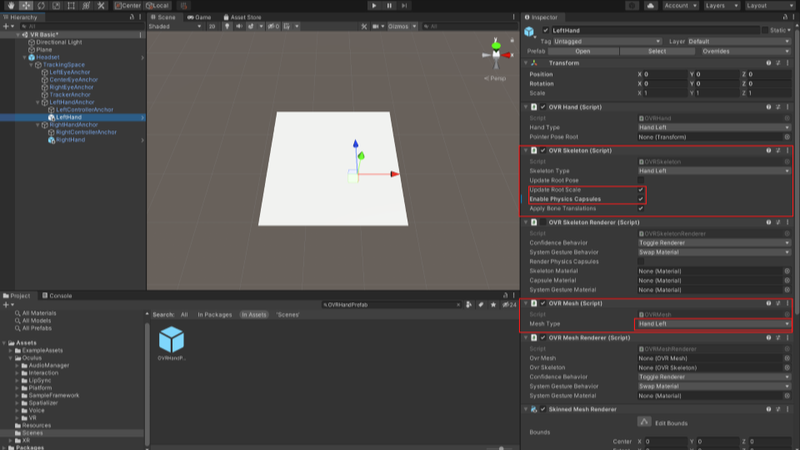 Center Local
Account Layers Layout
Hierarchy
All
VR Basic*
Directional Light
Plane
Headset
TrackingSpace
LeftEyeAnchor
CenterEyeAnchor
RightEyeAnchor
TrackerAnchor
LeftHandAnchor
LeftControllerAnchor
LeftHand
RightHandAnchor
RightControllerAnchor
RightHand
Scene Game Asset Store
Shaded 2D Gizmos All
Persp
Inspector
LeftHand Static
Tag Untagged Layer Default
Prefab Open Select Overrides
Transform
Position X 0 Y 0 Z 0
Rotation X 0 Y 0 Z 0
Scale X 1 Y 1 Z 1
OVR Hand (Script)
Script OVRHand
Hand Type Hand Left
Pointer Pose Root None (Transform)
OVR Skeleton (Script)
Script OVRSkeleton
Skeleton Type Hand Left
Update Root Pose
Update Root Scale
Enable Physics Capsules
Apply Bone Translations
OVR Skeleton Renderer (Script)
Script OVRSkeletonRenderer
Confidence Behavior Toggle Renderer
System Gesture Behavior Swap Material
Render Physics Capsules
Skeleton Material None (Material)
Capsule Material None (Material)
System Gesture Material None (Material)
OVR Mesh (Script)
Script OVRMesh
Mesh Type Hand Left
OVR Mesh Renderer (Script)
Script OVRMeshRenderer
Ovr Mesh None (OVR Mesh)
Ovr Skeleton None (OVR Skeleton)
Confidence Behavior Toggle Renderer
System Gesture Behavior Swap Material
System Gesture Material None (Material)
Skinned Mesh Renderer
Edit Bounds
Bounds
Center X 0 Y 0 Z 0
Project Console
OVRHandPrefab 24
All Materials
All Models
All Prefabs
Assets
ExampleAssets
Oculus
AudioManager
Interaction
LipSync
Platform
SampleFramework
Spatializer
Voice
VR
Resources
Scenes
XR
Packages
Search: All In Packages In Assets 'Scenes'
OVRHandP...